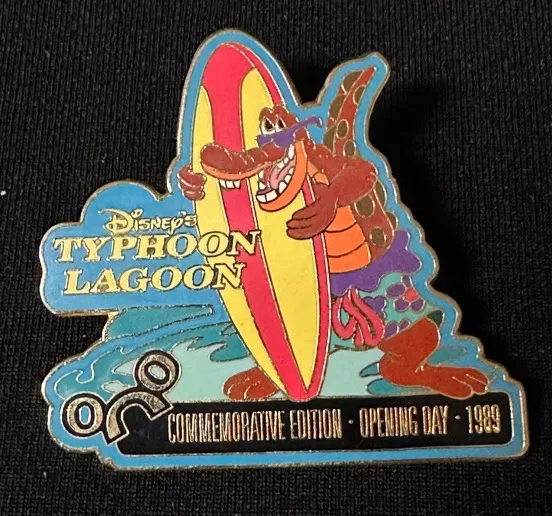 Disney's
TYPHOON
LAGOON
COMMEMORATIVE EDITION · OPENING DAY · 1989